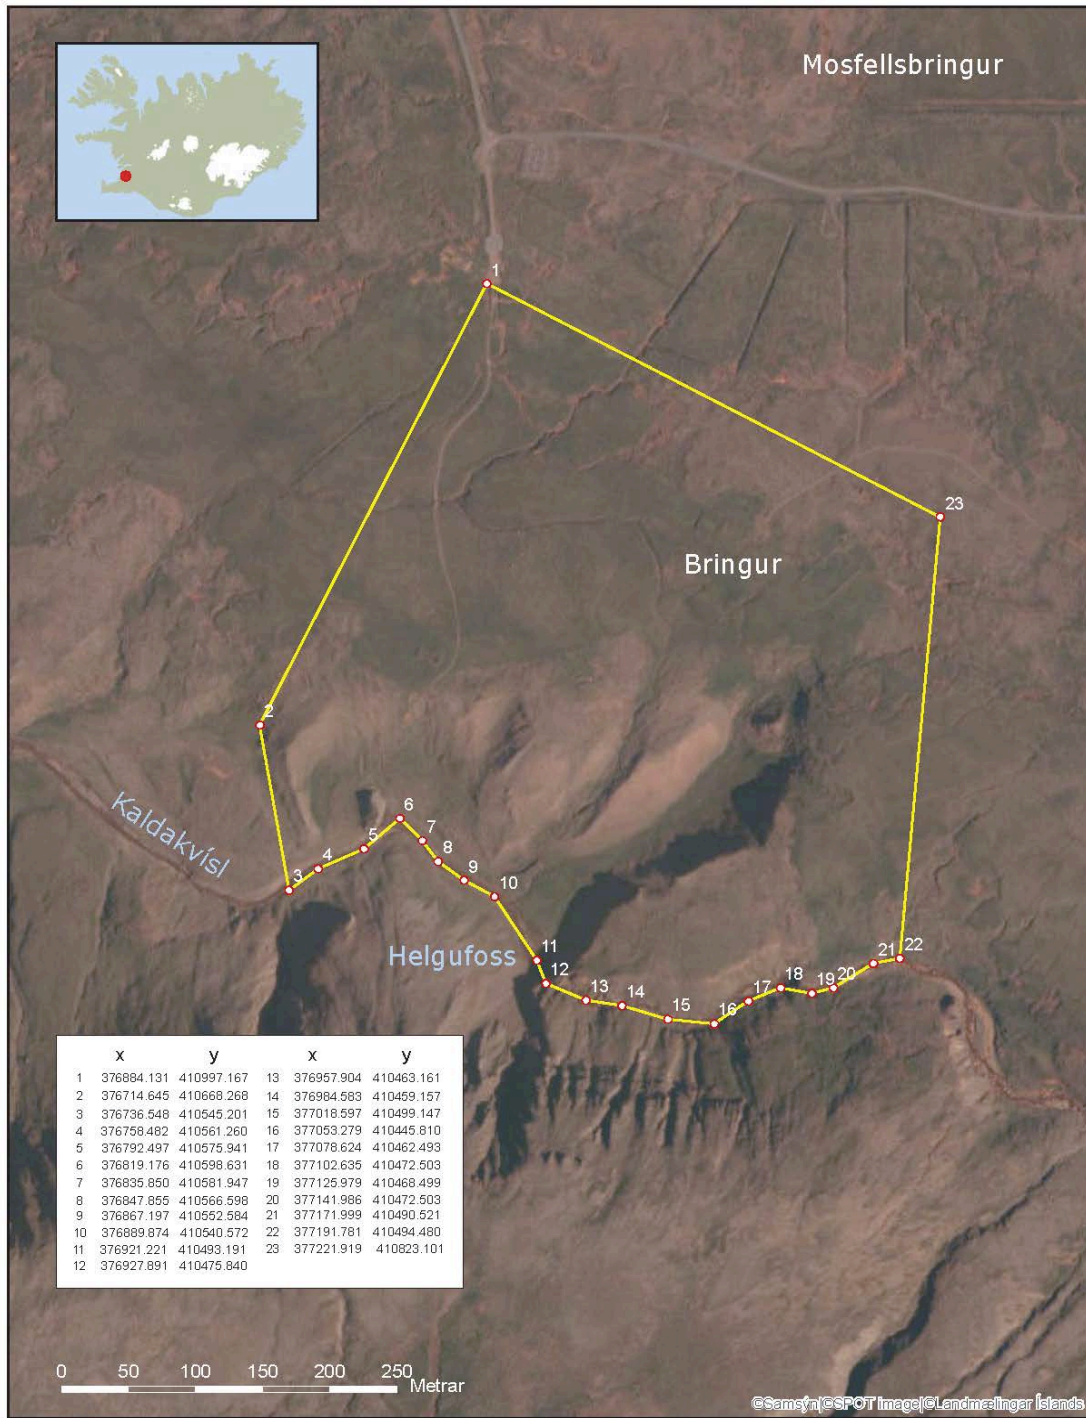 Mosfellsbringur
1
23
Bringur
2
Kaldakvísl
3
4
5
6
7
8
9
10
Helgufoss
11
12
13
14
15
16
17
18
19
20
21
22
x y x y
1 376884.131 410997.167 13 376957.904 410463.161
2 376714.645 410668.268 14 376984.583 410459.157
3 376736.548 410545.201 15 377018.597 410499.147
4 376758.482 410561.260 16 377053.279 410445.810
5 376792.497 410575.941 17 377078.624 410462.493
6 376819.176 410598.631 18 377102.635 410472.503
7 376835.850 410581.947 19 377125.979 410468.499
8 376847.855 410566.598 20 377141.986 410472.503
9 376867.197 410552.584 21 377171.999 410490.521
10 376889.874 410540.572 22 377191.781 410494.480
11 376921.221 410493.191 23 377221.919 410823.101
12 376927.891 410475.840
0 50 100 150 200 250
Metrar
©Samsýn|©SPOT Image|©Landmælingar Íslands